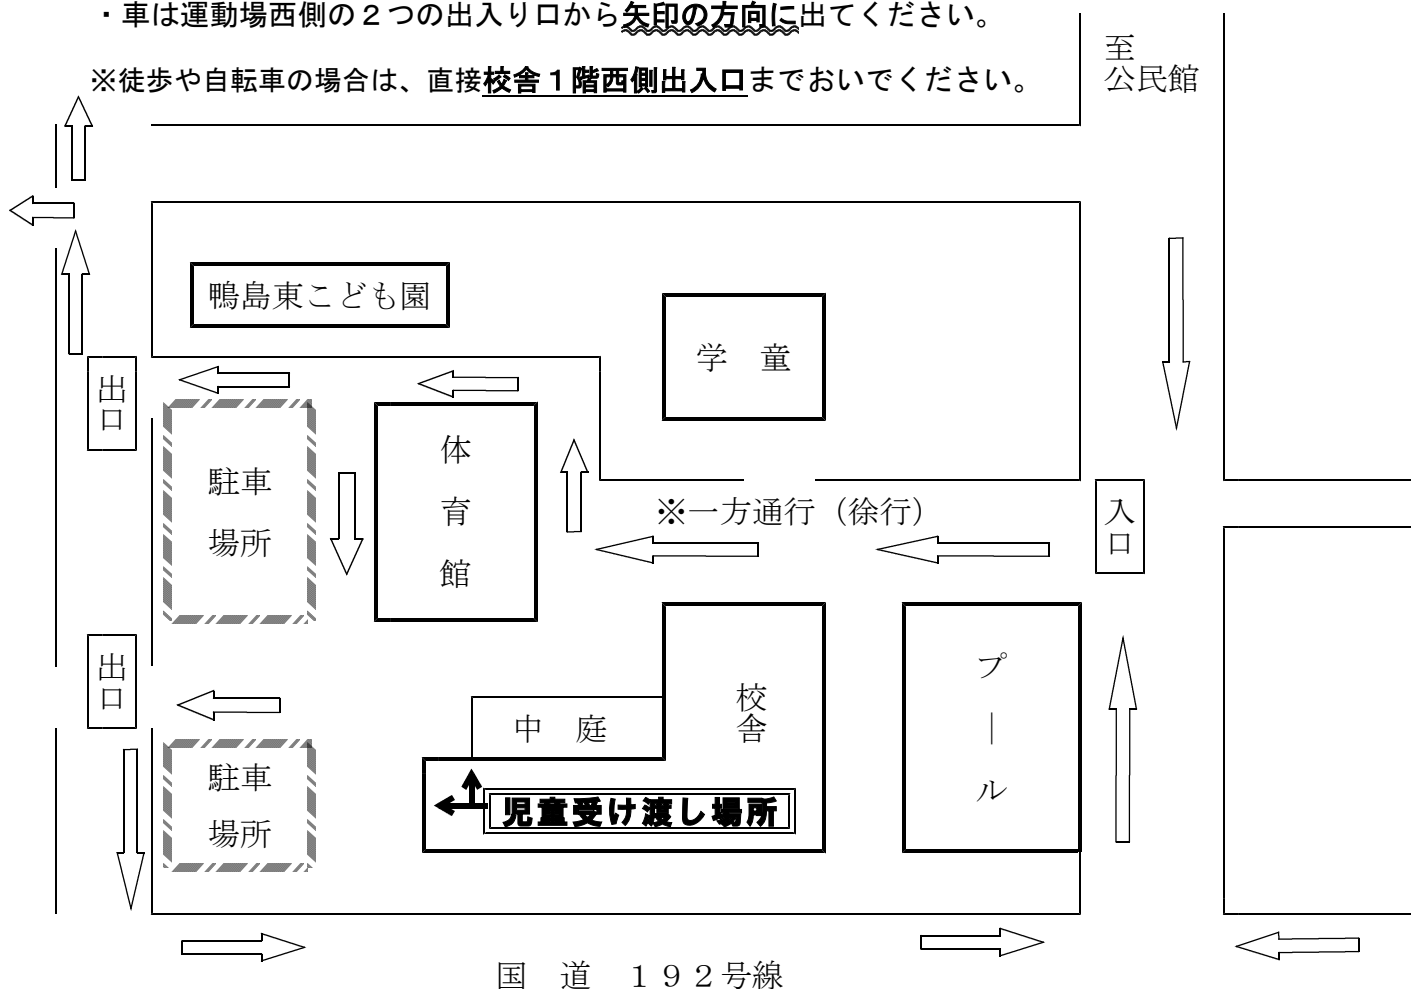 ・車は運動場西側の２つの出入り口から矢印の方向に出てください。
※徒歩や自転車の場合は、直接校舎１階西側出入口までおいでください。
至
公民館
鴨島東こども園
学　童
出口
駐車
場所
体育館
※一方通行（徐行）
入口
出口
中　庭
校舎
プール
駐車
場所
児童受け渡し場所
国　道　１９２号線